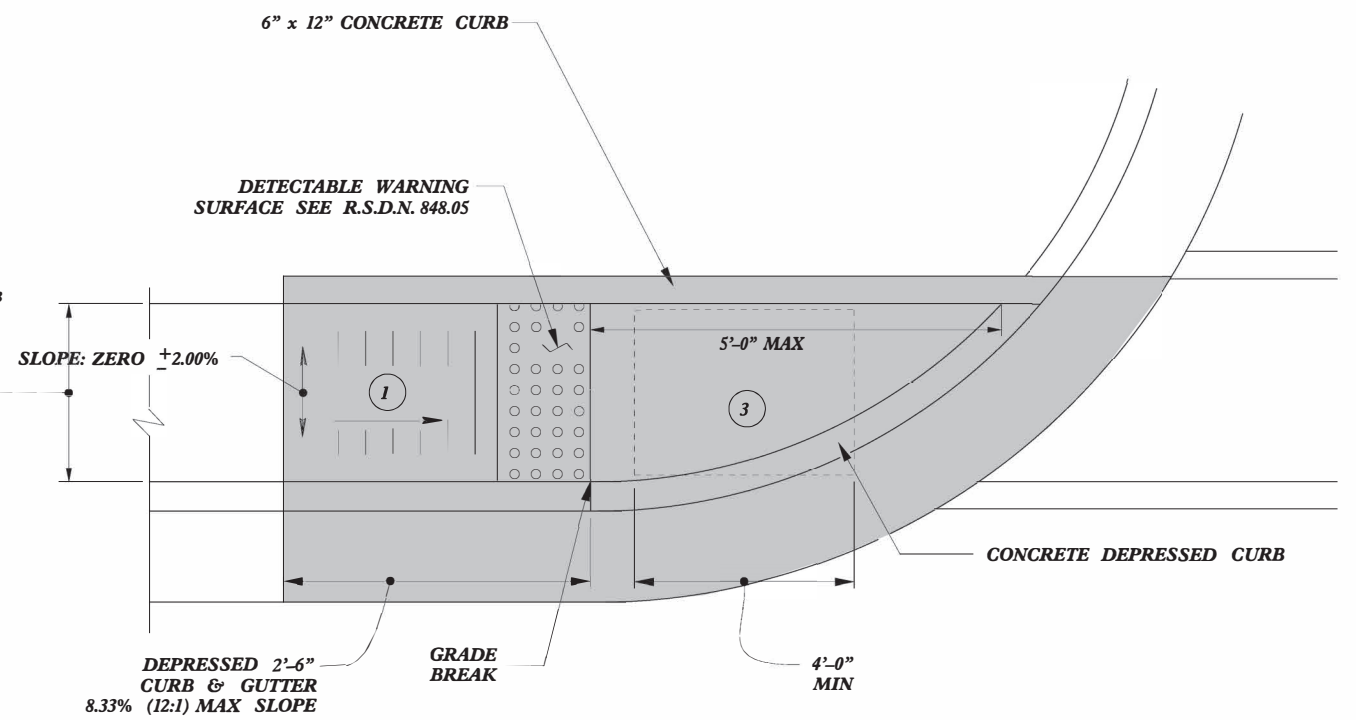 6” x 12” CONCRETE CURB
DETECTABLE WARNING
SURFACE SEE R.S.D.N. 848.05
SLOPE: ZERO ±2.00%
5’-0” MAX
1
3
CONCRETE DEPRESSED CURB
DEPRESSED 2’-6”
CURB & GUTTER
8.33% (12:1) MAX SLOPE
GRADE
BREAK
4’-0”
MIN